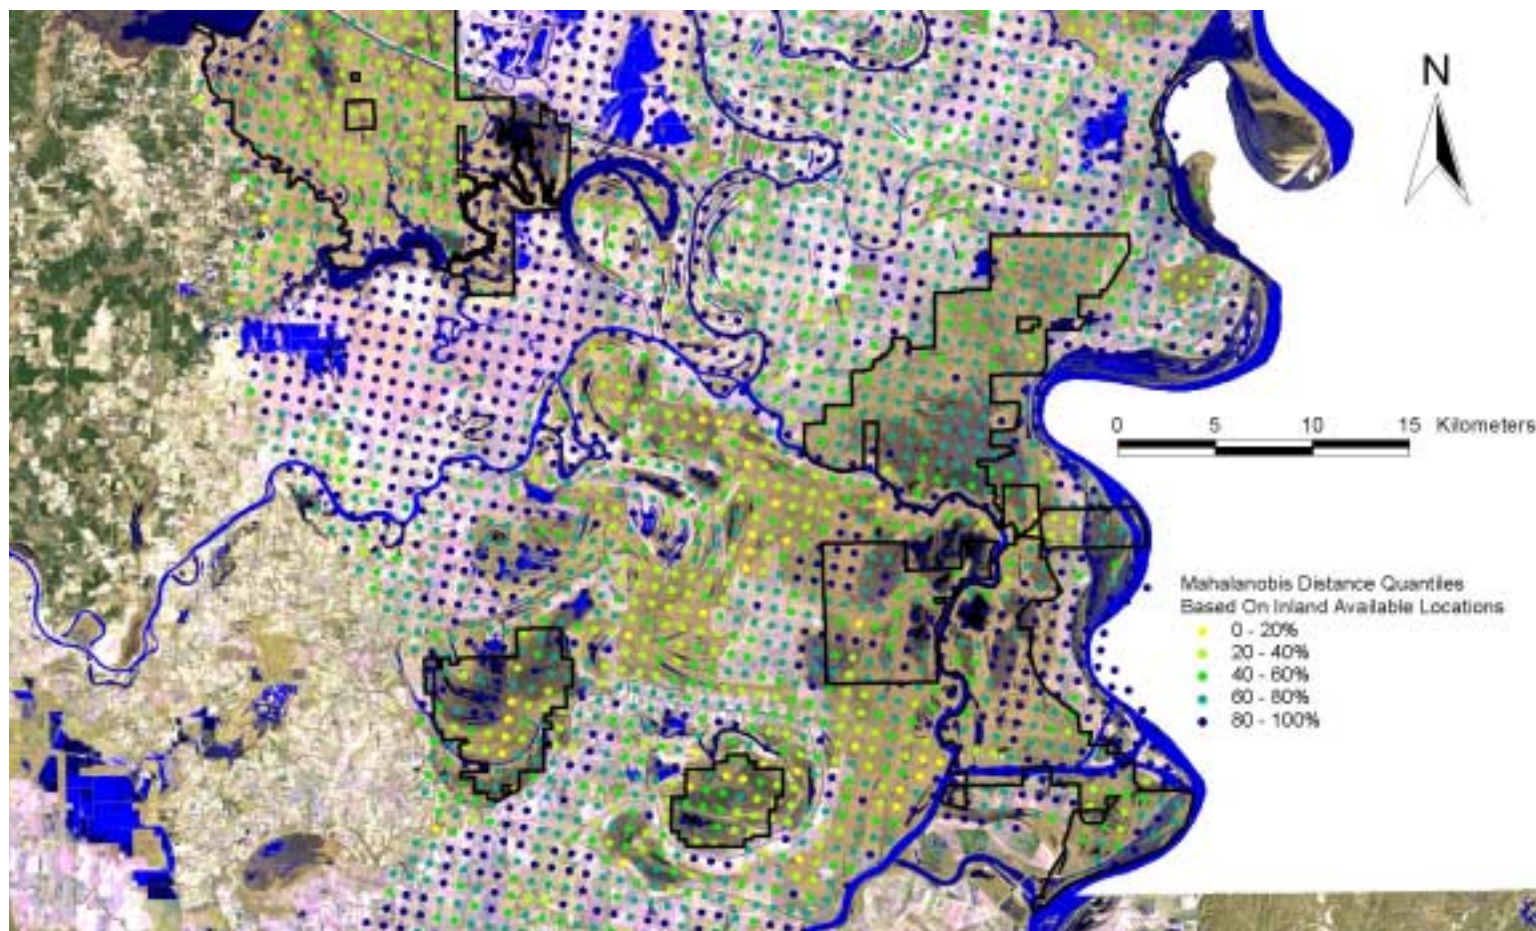 N
0 5 10 15 Kilometers
Mahalanobis Distance Quantiles
Based On Inland Available Locations
0 - 20%
20 - 40%
40 - 60%
60 - 80%
80 - 100%